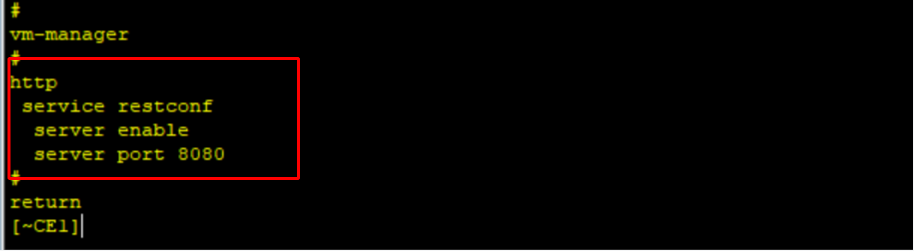 #
vm-manager
#
http
 service restconf
  server enable
  server port 8080
#
return
[~CE1]